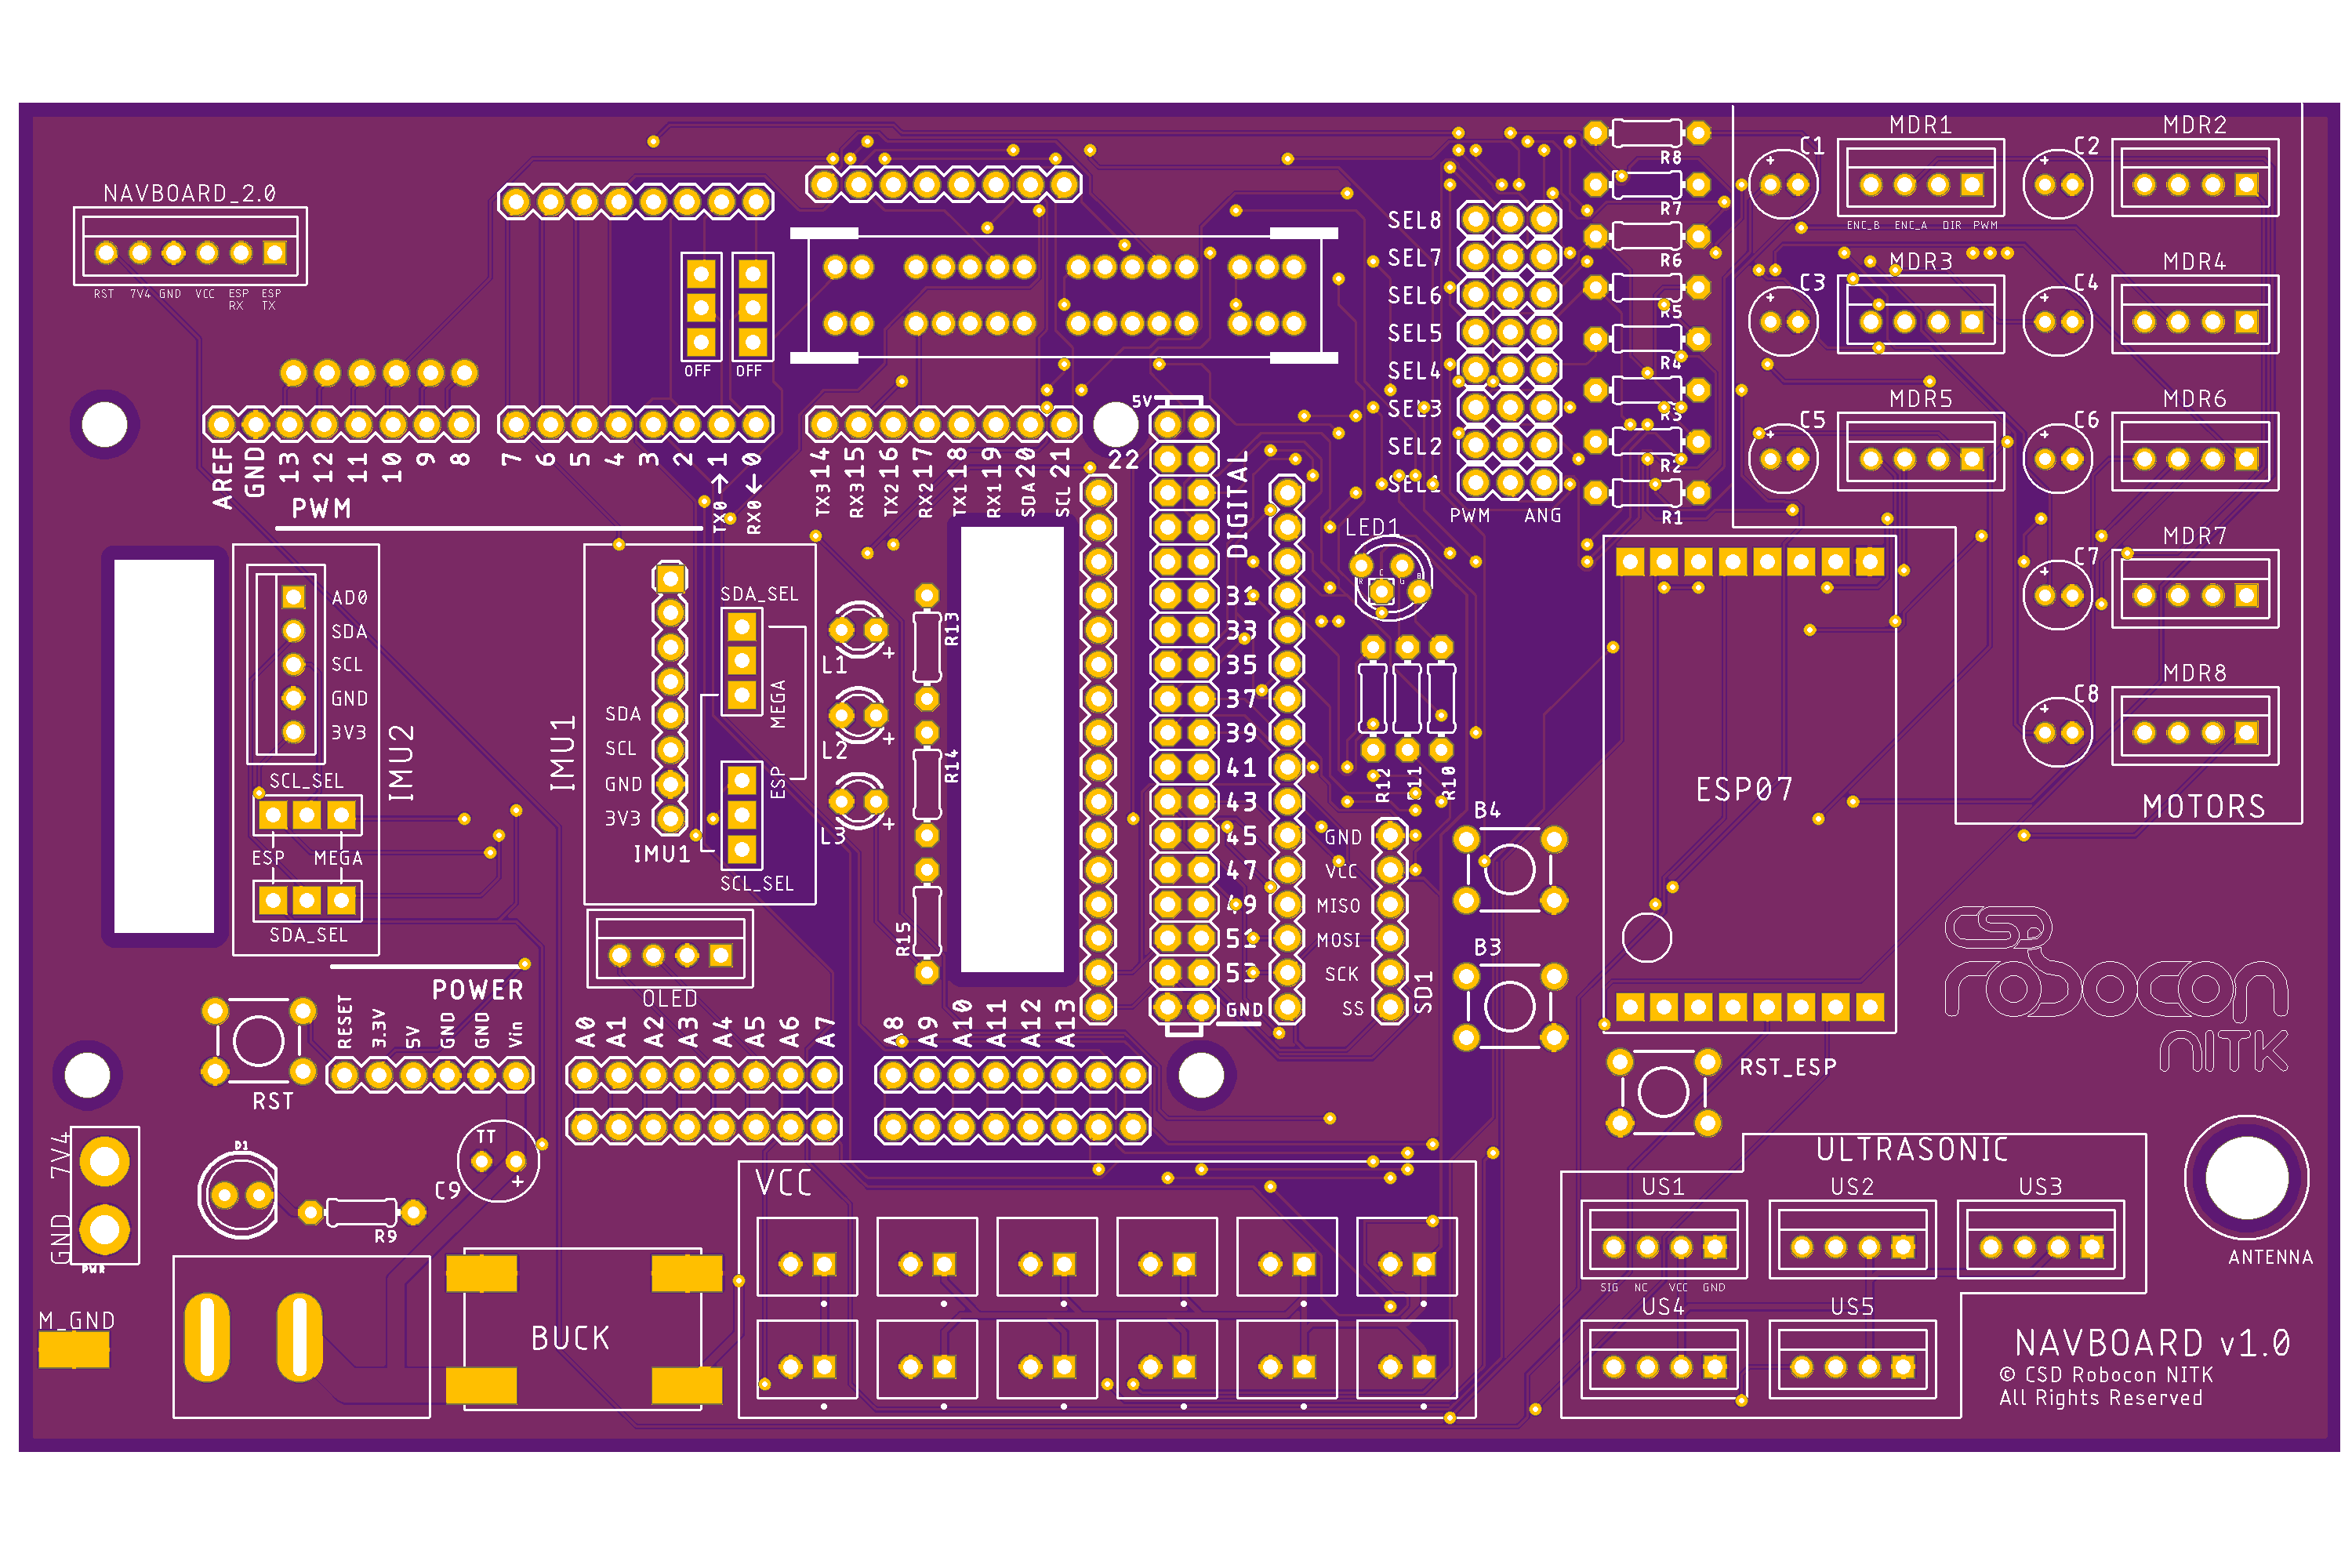 NAVBOARD_2.0
RST 7V4 GND VCC ESP RX ESP TX
OFF OFF
SEL8
SEL7
SEL6
SEL5
SEL4
SEL3
SEL2
SEL1
PWM ANG
R8
R7
R6
R5
R4
R3
R2
R1
C1 MDR1 C2 MDR2
ENC_B ENC_A DIR PWM
C3 MDR3 C4 MDR4
C5 MDR5 C6 MDR6
C7 MDR7
C8 MDR8
MOTORS
AREF GND 13 12 11 10 9 8
PWM
7 6 5 4 3 2 1 0
TX0→ RX0←
TX3 14 RX3 15 TX2 16 RX2 17 TX1 18 RX1 19 SDA 20 SCL 21
5V
22
DIGITAL
31
33
35
37
39
41
43
45
47
49
51
53
GND
LED1
R C G B
R12 R11 R10
AD0
SDA
SCL
GND
3V3
IMU2
SCL_SEL
ESP MEGA
SDA_SEL
IMU1
SDA
SCL
GND
3V3
IMU1
SDA_SEL
MEGA
ESP
SCL_SEL
L1
L2
L3
R13
R14
R15
OLED
GND
VCC
MISO
MOSI
SCK
SS
SD1
B4
B3
ESP07
RST_ESP
CSD
robocon
NITK
POWER
RESET 3.3V 5V GND GND Vin
RST
A0 A1 A2 A3 A4 A5 A6 A7
A8 A9 A10 A11 A12 A13
7V4
GND
PWR
D1
R9
TT
+
C9
M_GND
BUCK
VCC
ULTRASONIC
US1 US2 US3
SIG NC VCC GND
US4 US5
ANTENNA
NAVBOARD v1.0
© CSD Robocon NITK
All Rights Reserved